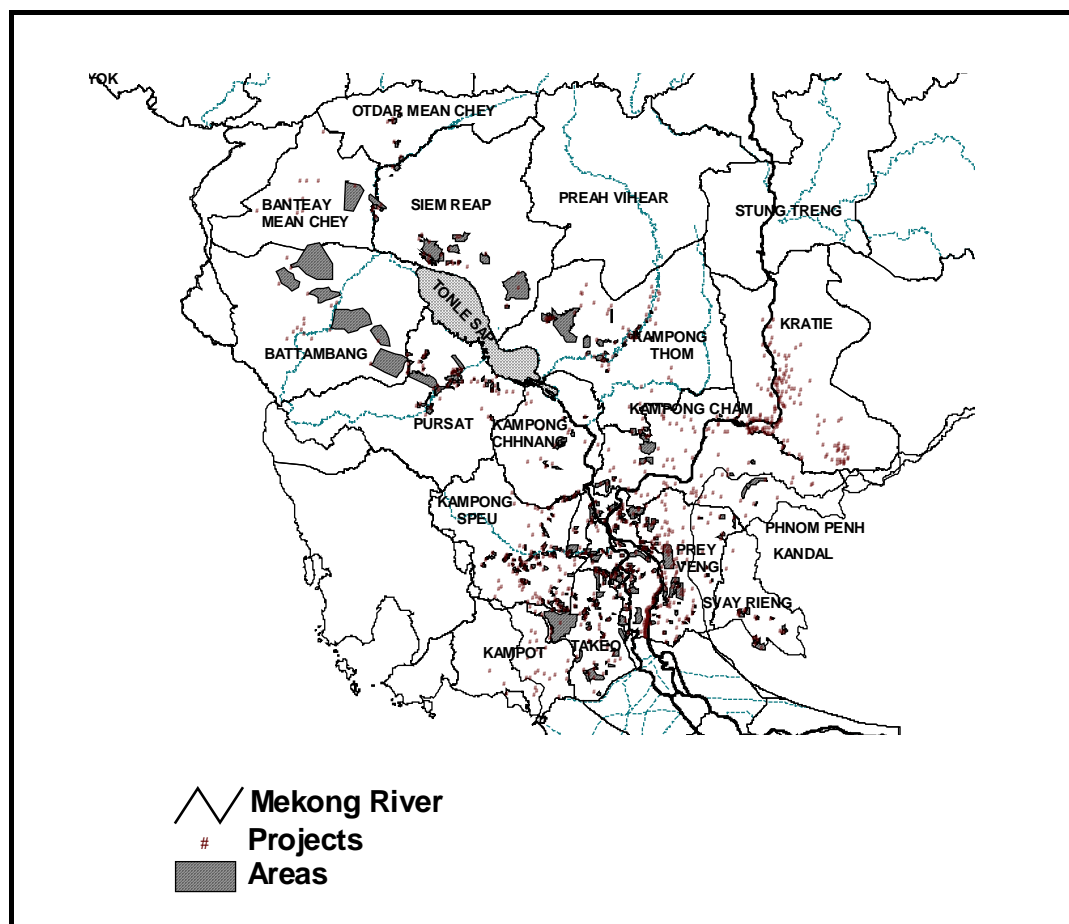 YOK
OTDAR MEAN CHEY
BANTEAY
MEAN CHEY
SIEM REAP
PREAH VIHEAR
STUNG TRENG
TONLE SAP
BATTAMBANG
KAMPONG
THOM
KRATIE
PURSAT
KAMPONG
CHHNANG
KAMPONG CHAM
KAMPONG
SPEU
PHNOM PENH
PREY
VENG
KANDAL
SVAY RIENG
KAMPOT
TAKEO
Mekong River
# Projects
Areas